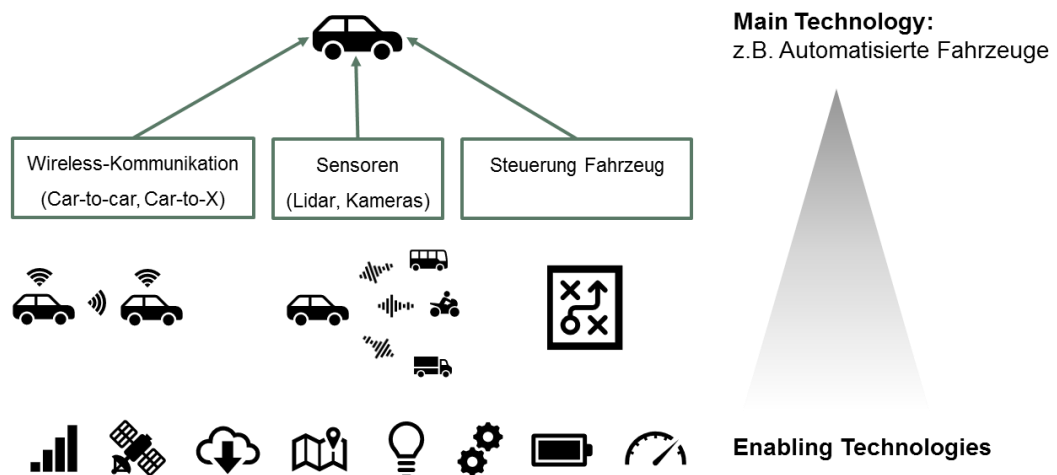 Main Technology:
z.B. Automatisierte Fahrzeuge
Wireless-Kommunikation
(Car-to-car, Car-to-X)
Sensoren
(Lidar, Kameras)
Steuerung Fahrzeug
Enabling Technologies